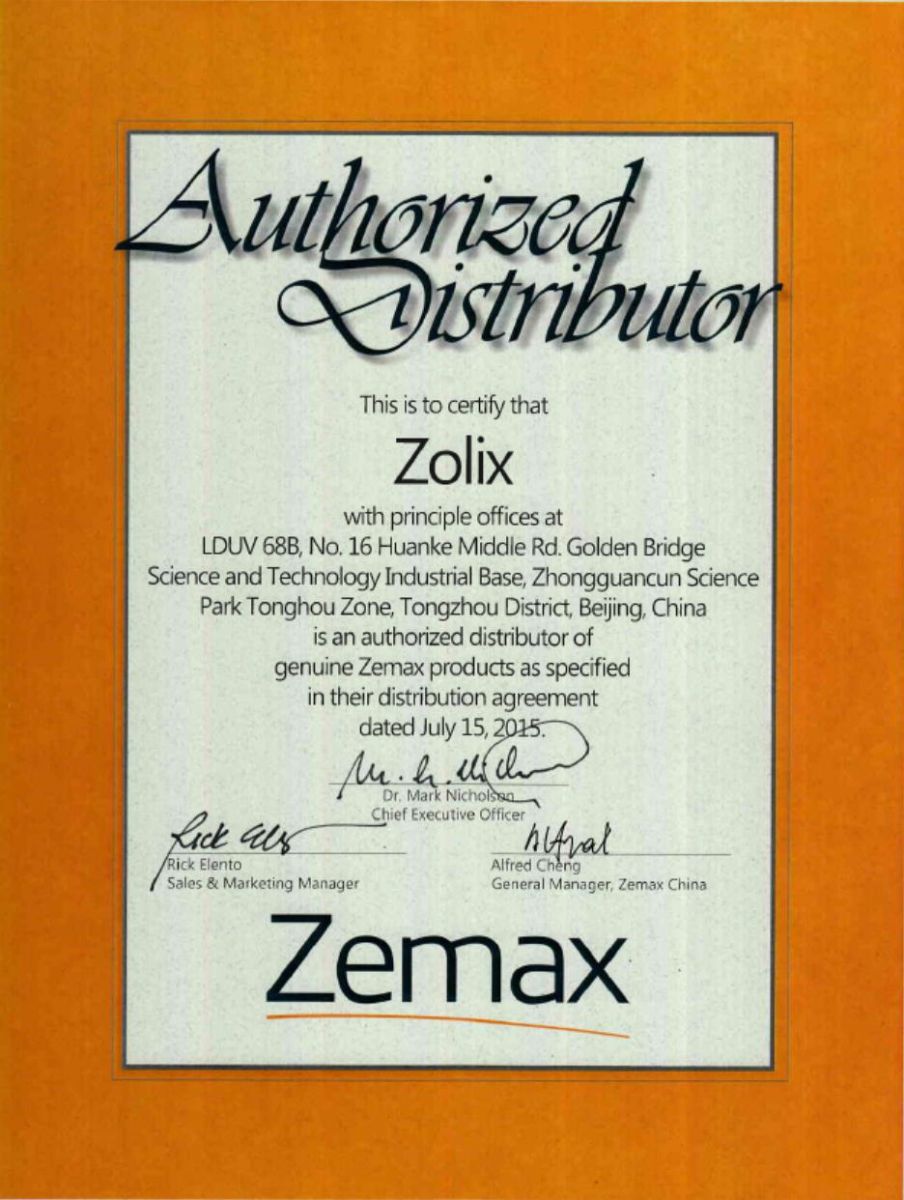 Authorized
Distributor
This is to certify that
Zolix
with principle offices at
LDUV 68B, No. 16 Huanke Middle Rd. Golden Bridge
Science and Technology Industrial Base, Zhongguancun Science
Park Tonghou Zone, Tongzhou District, Beijing, China
is an authorized distributor of
genuine Zemax products as specified
in their distribution agreement
dated July 15, 2015.
Dr. Mark Nicholson
Chief Executive Officer
Rick Elento
Sales & Marketing Manager
Alfred Cheng
General Manager, Zemax China
Zemax